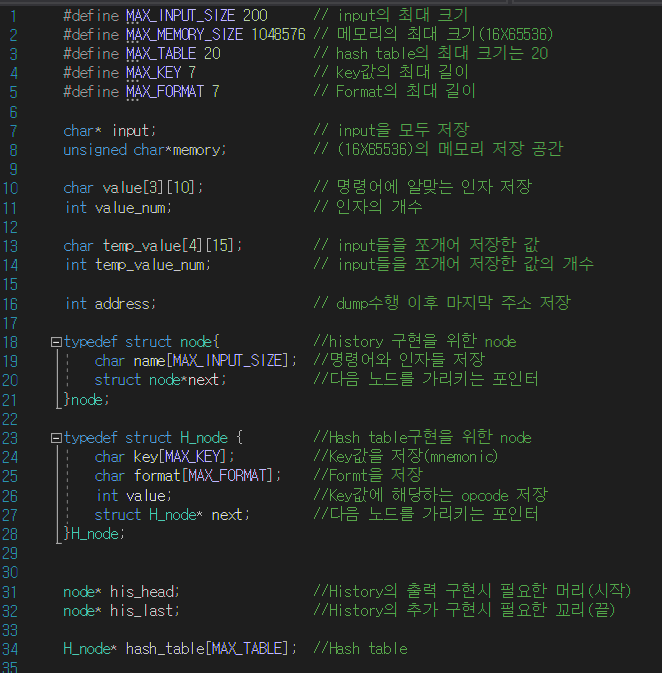 1 #define MAX_INPUT_SIZE 200 // input의 최대 크기
2 #define MAX_MEMORY_SIZE 1048576 // 메모리의 최대 크기(16X65536)
3 #define MAX_TABLE 20 // hash table의 최대 크기는 20
4 #define MAX_KEY 7 // key값의 최대 길이
5 #define MAX_FORMAT 7 // Format의 최대 길이
6
7 char* input; // input을 모두 저장
8 unsigned char*memory; // (16X65536)의 메모리 저장 공간
9
10 char value[3][10]; // 명령어에 알맞는 인자 저장
11 int value_num; // 인자의 개수
12
13 char temp_value[4][15]; // input들을 쪼개어 저장한 값
14 int temp_value_num; // input들을 쪼개어 저장한 값의 개수
15
16 int address; // dump수행 이후 마지막 주소 저장
17
18 typedef struct node{ //history 구현을 위한 node
19 char name[MAX_INPUT_SIZE]; //명령어와 인자들 저장
20 struct node*next; //다음 노드를 가리키는 포인터
21 }node;
22
23 typedef struct H_node { //Hash table구현을 위한 node
24 char key[MAX_KEY]; //Key값을 저장(mnemonic)
25 char format[MAX_FORMAT]; //Formt을 저장
26 int value; //Key값에 해당하는 opcode 저장
27 struct H_node* next; //다음 노드를 가리키는 포인터
28 }H_node;
29
30
31 node* his_head; //History의 출력 구현시 필요한 머리(시작)
32 node* his_last; //History의 추가 구현시 필요한 꼬리(끝)
33
34 H_node* hash_table[MAX_TABLE]; //Hash table
35